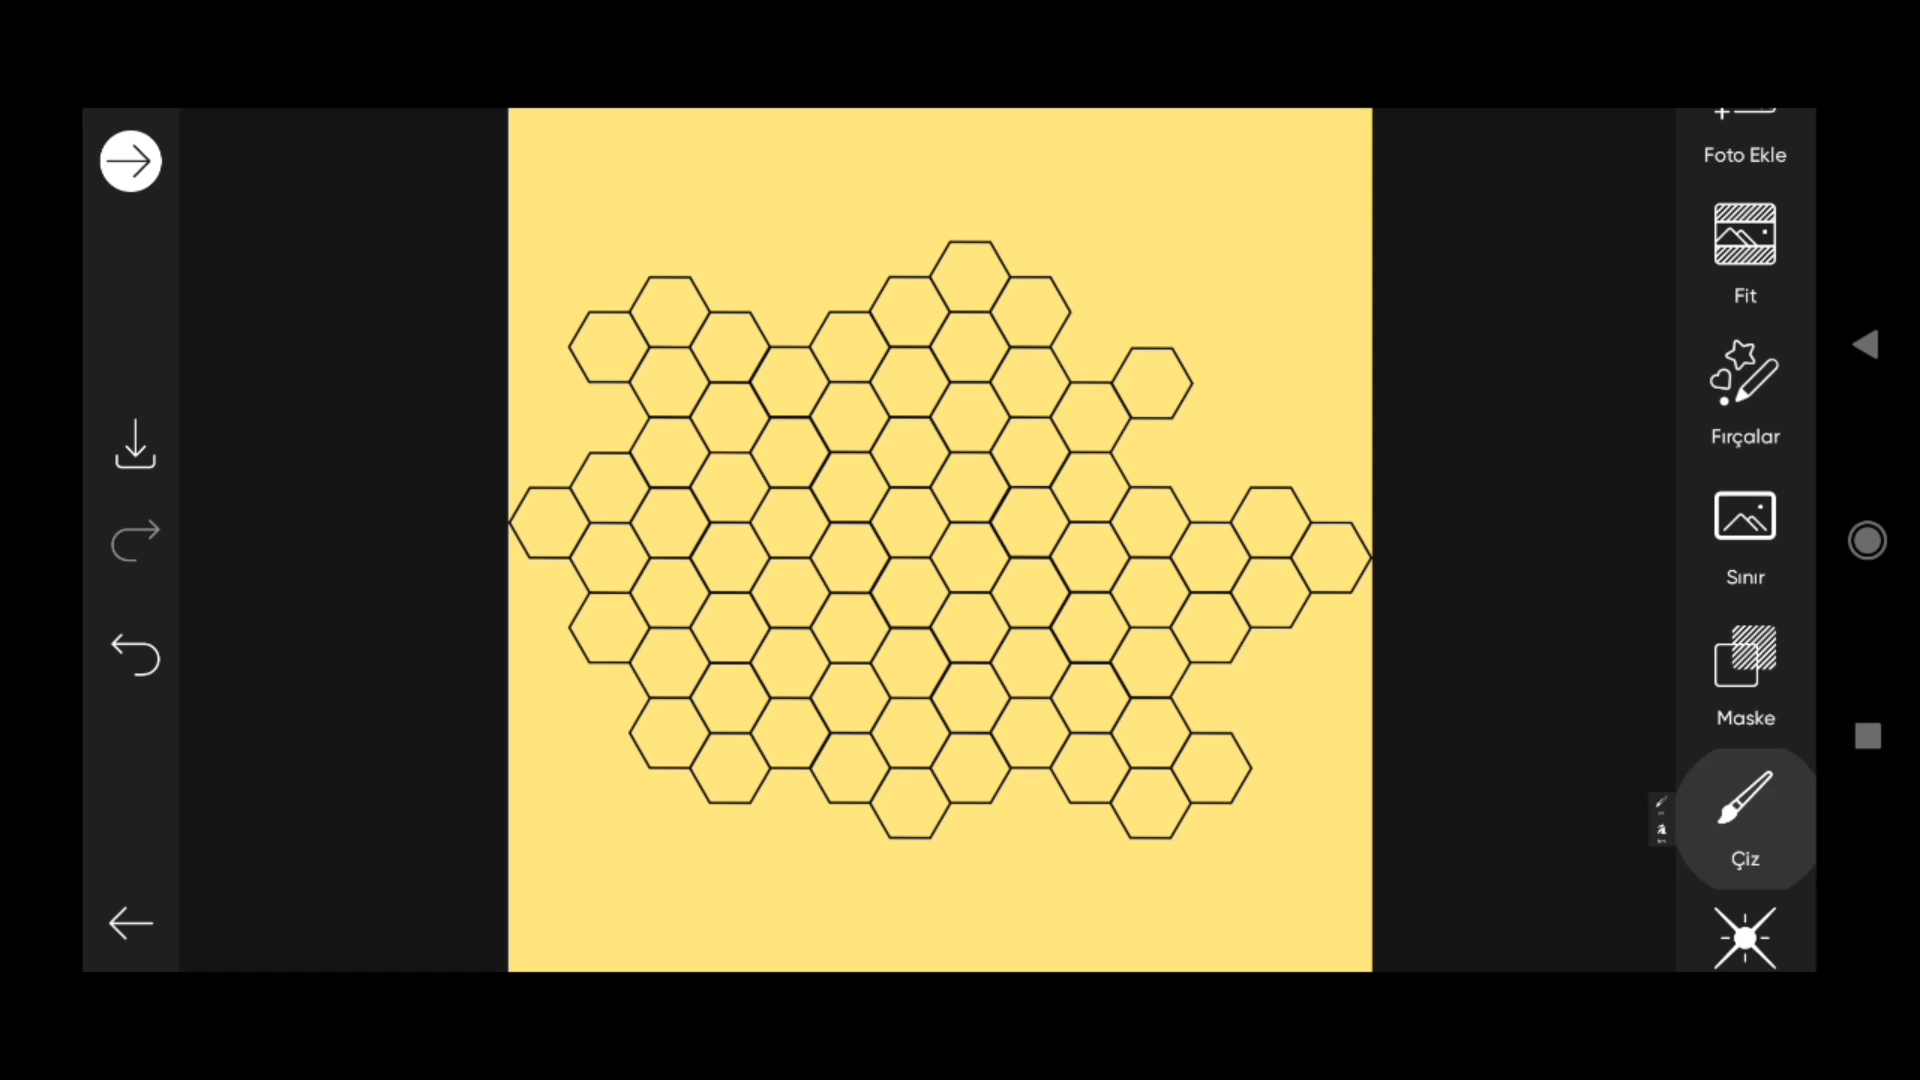 Foto Ekle
Fit
Fırçalar
Sınır
Maske
Çiz